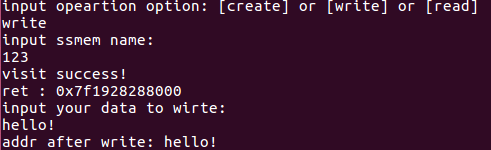 input opeartion option: [create] or [write] or [read]
write
input ssmem name:
123
visit success!
ret : 0x7f1928288000
input your data to wirte:
hello!
addr after write: hello!